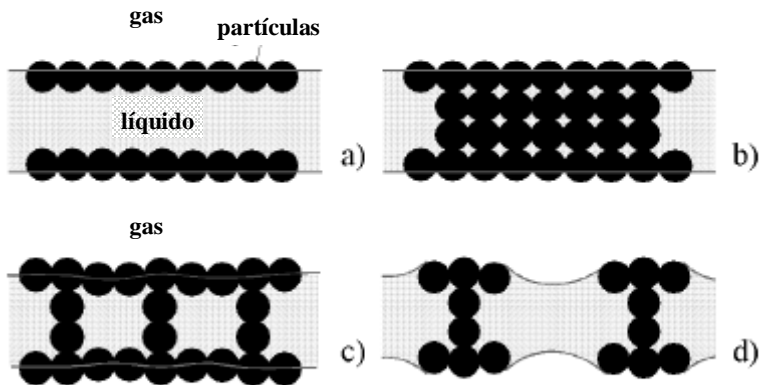 gas
partículas
líquido
a)
b)
gas
c)
d)